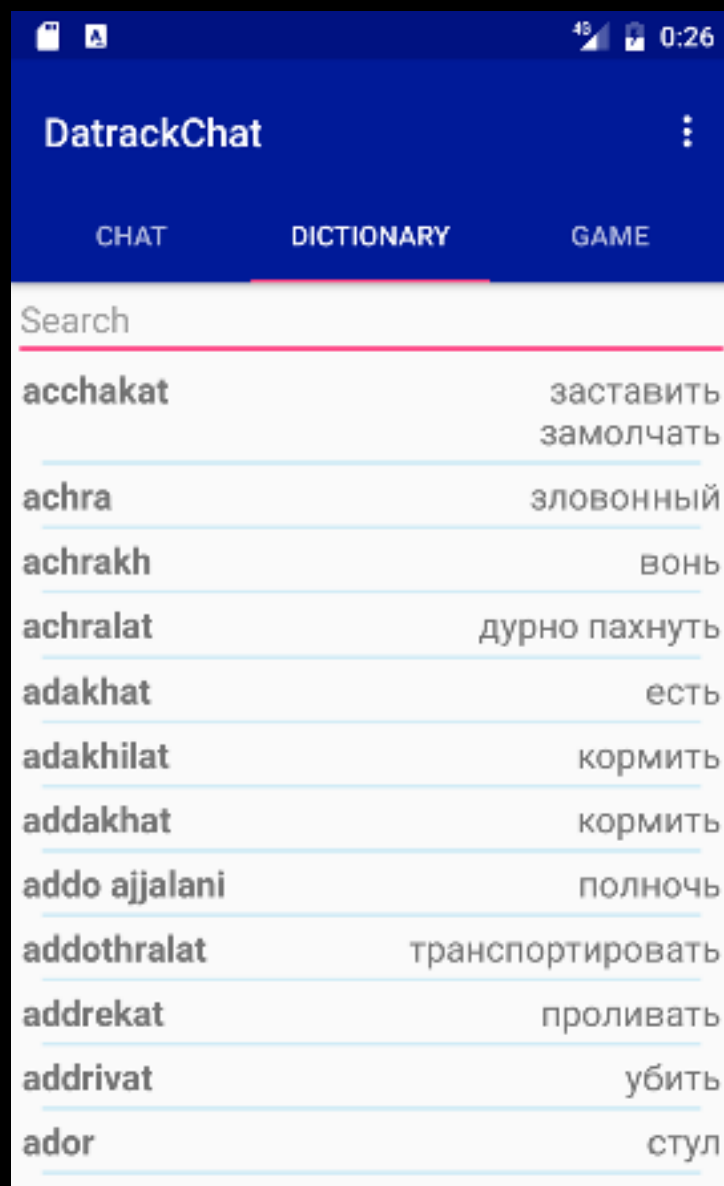 4G 0:26
DatrackChat
CHAT DICTIONARY GAME
Search
acchakat заставить
замолчать
achra зловонный
achrakh вонь
achralat дурно пахнуть
adakhat есть
adakhilat кормить
addakhat кормить
addo ajjalani полночь
addothralat транспортировать
addrekat проливать
addrivat убить
ador стул